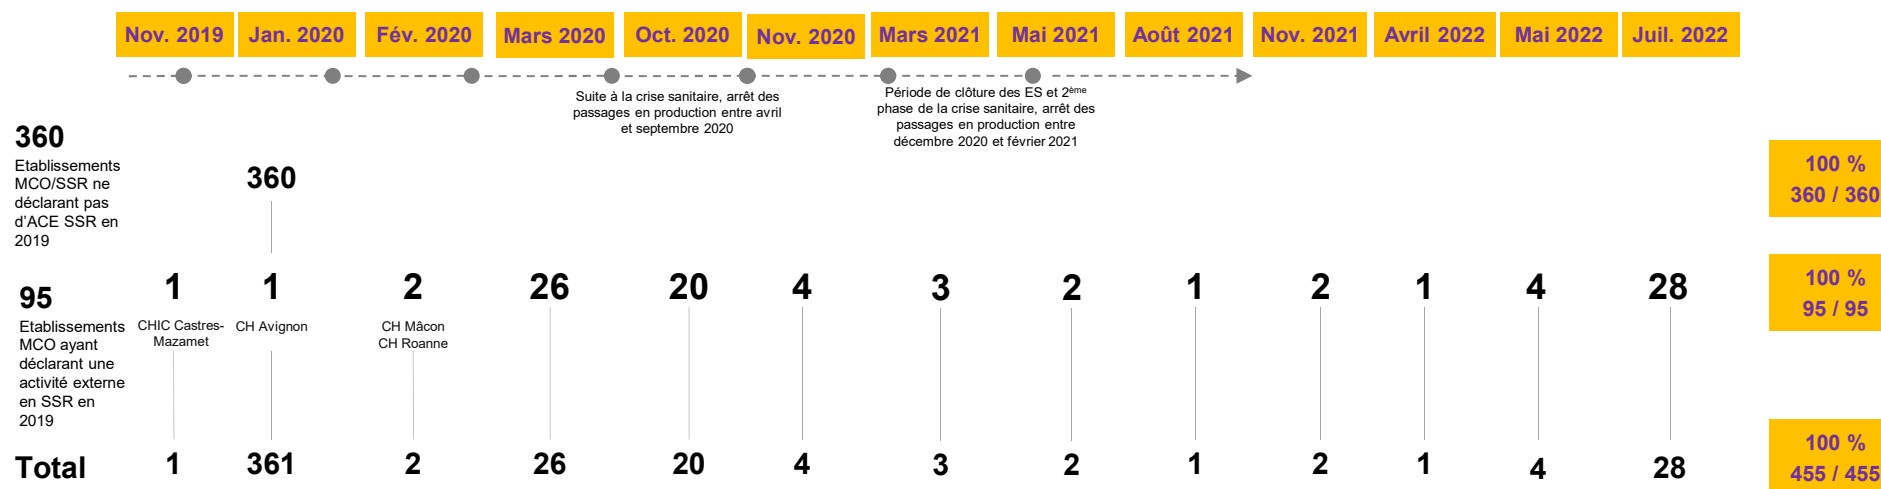 Nov. 2019 Jan. 2020 Fév. 2020 Mars 2020 Oct. 2020 Nov. 2020 Mars 2021 Mai 2021 Août 2021 Nov. 2021 Avril 2022 Mai 2022 Juil. 2022
Suite à la crise sanitaire, arrêt des
passages en production entre avril
et septembre 2020
Période de clôture des ES et 2ème
phase de la crise sanitaire, arrêt des
passages en production entre
décembre 2020 et février 2021
360
Etablissements
MCO/SSR ne
déclarant pas
d'ACE SSR en
2019
360
100 %
360 / 360
95
Etablissements
MCO ayant
déclarant une
activité externe
en SSR en
2019
1 1 2 26 20 4 3 2 1 2 1 4 28
CHIC Castres-
Mazamet
CH Avignon
CH Mâcon
CH Roanne
100 %
95 / 95
Total 1 361 2 26 20 4 3 2 1 2 1 4 28
100 %
455 / 455